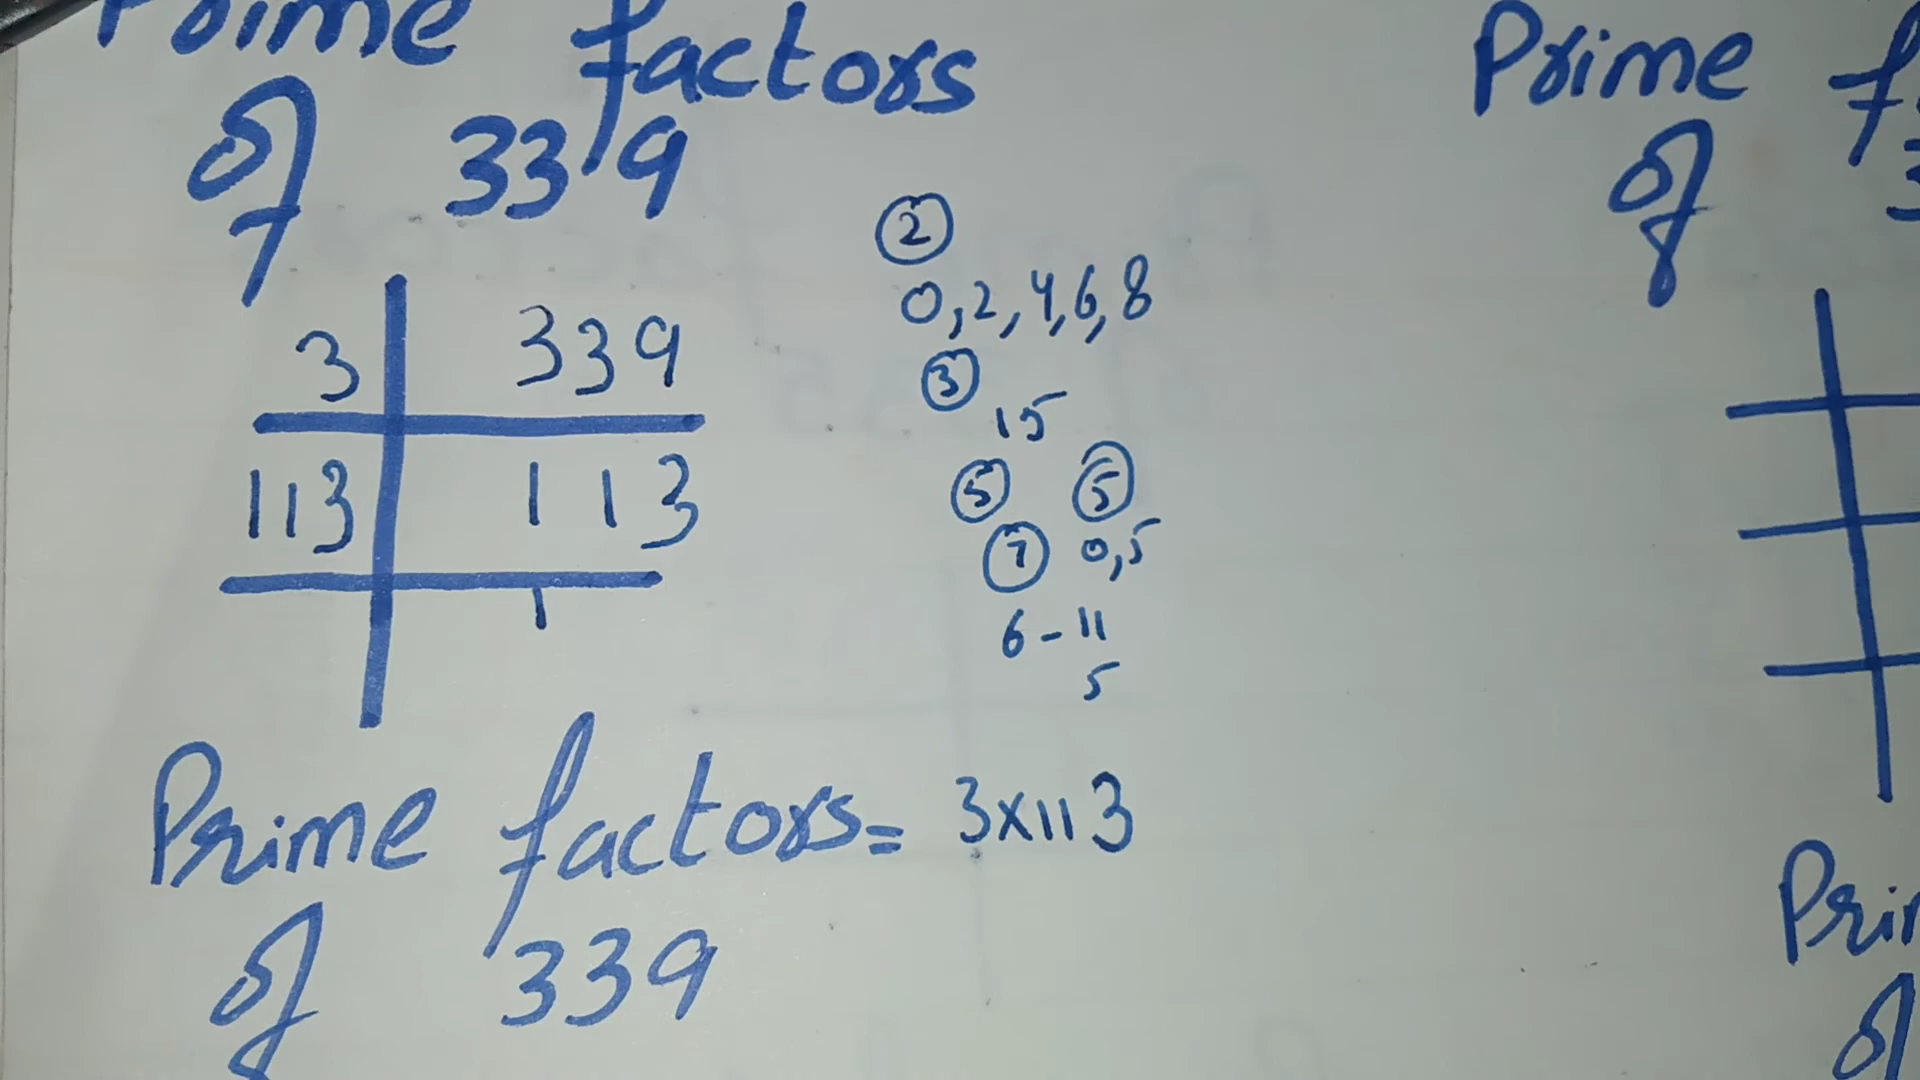 Prime factors
of 339
3 339
113 113
1
2
0,2,4,6,8
3
15
5 5
7 0,5
6-11
5
Prime factors= 3x113
of 339
Prime
of
of